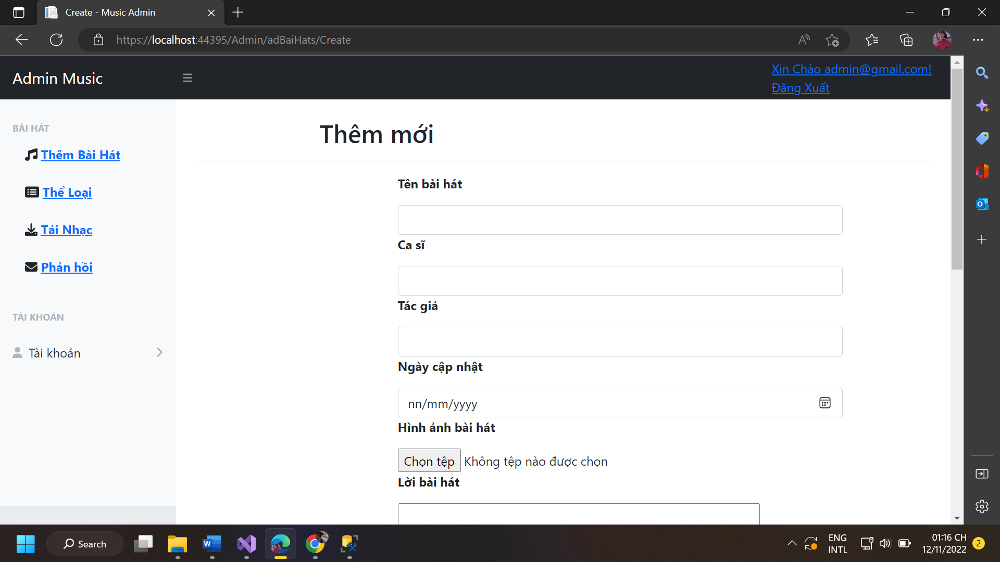 Create - Music Admin
https://localhost:44395/Admin/adBaiHats/Create
Admin Music
Xin Chào admin@gmail.com!
Đăng Xuất
BÀI HÁT
Thêm Bài Hát
Thể Loại
Tải Nhạc
Phản hồi
TÀI KHOẢN
Tài khoản
Thêm mới
Tên bài hát
Ca sĩ
Tác giả
Ngày cập nhật
nn/mm/yyyy
Hình ảnh bài hát
Chọn tệp Không tệp nào được chọn
Lời bài hát
Search
ENG
INTL
01:16 CH
12/11/2022
2